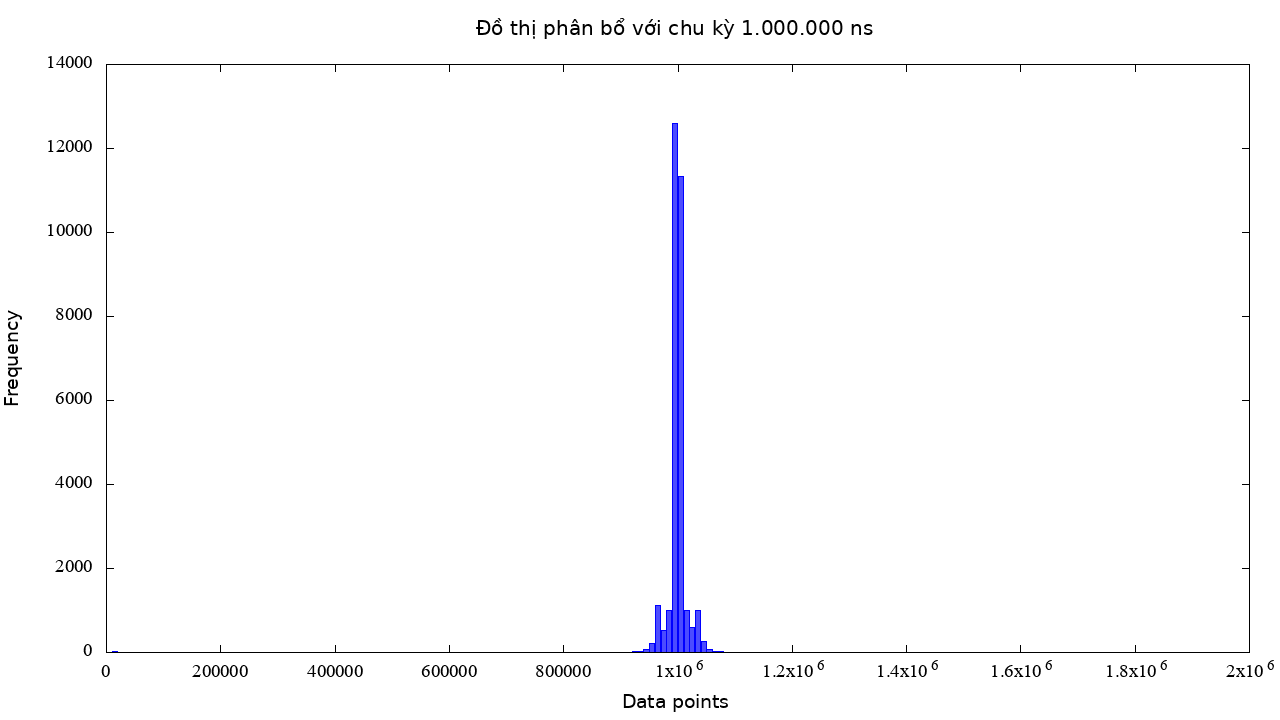 Đồ thị phân bổ với chu kỳ 1.000.000 ns
14000
12000
10000
8000
6000
4000
2000
0
Frequency
0 200000 400000 600000 800000 1x10 6 1.2x10 6 1.4x10 6 1.6x10 6 1.8x10 6 2x10 6
Data points